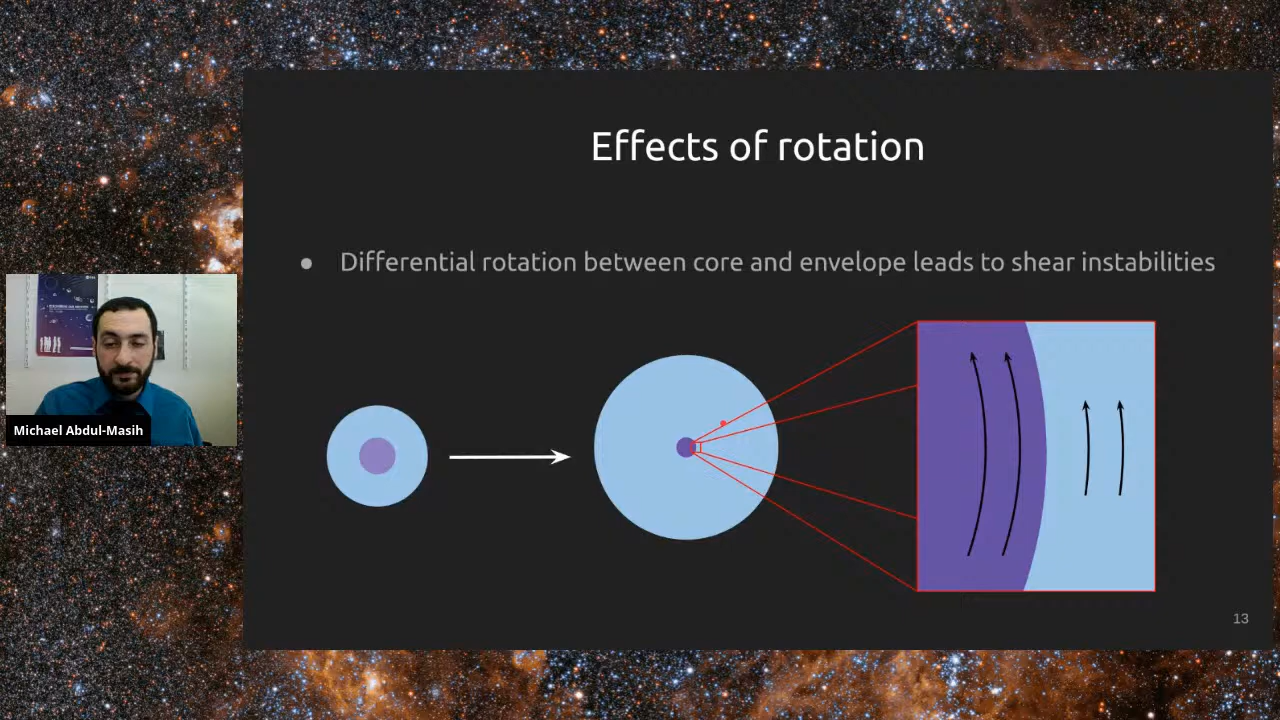 Effects of rotation
● Differential rotation between core and envelope leads to shear instabilities
Michael Abdul-Masih
13